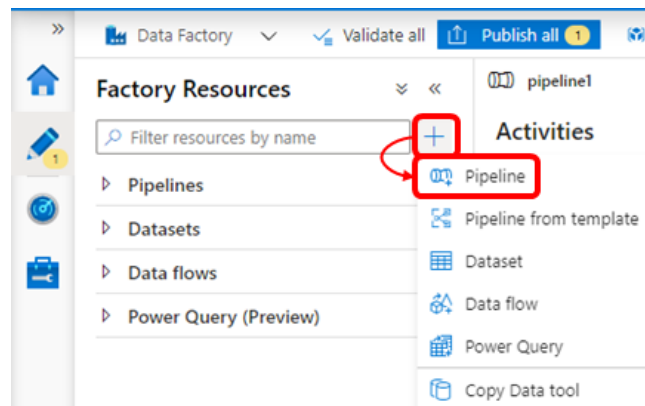 » Data Factory Validate all Publish all 1
Factory Resources « pipeline1
Filter resources by name + Activities
1
Pipelines Pipeline
Datasets Pipeline from template
Data flows Dataset
Power Query (Preview) Data flow
Power Query
Copy Data tool